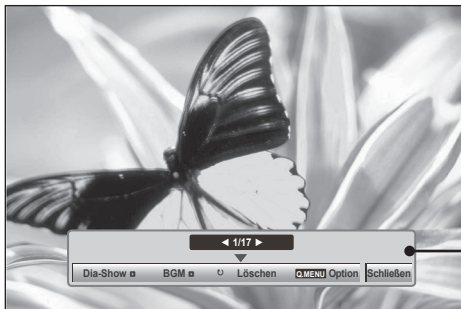 ◀ 1/17 ▶
Dia-Show BGM ↻ Löschen Q.MENU Option Schließen